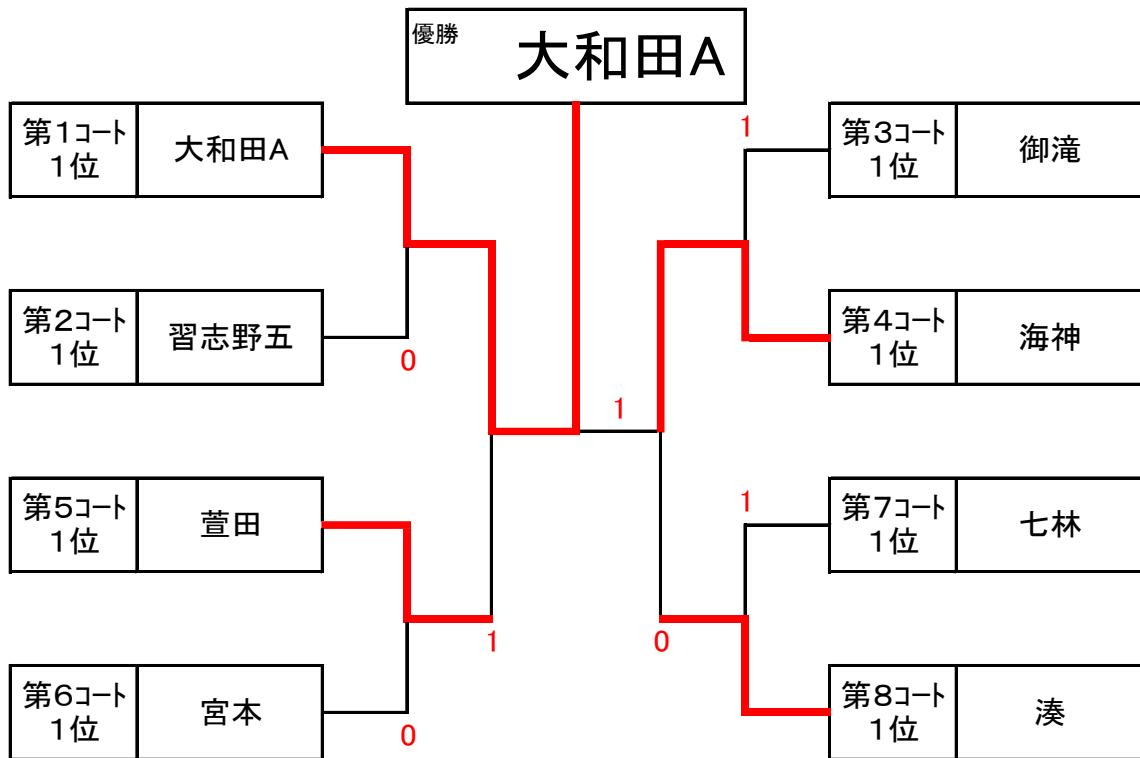 優勝
大和田A
第1コート
1位
大和田A
1
第3コート
1位
御滝
第2コート
1位
習志野五
0
第4コート
1位
海神
1
第5コート
1位
萱田
1
第7コート
1位
七林
1
0
第6コート
1位
宮本
0
第8コート
1位
湊